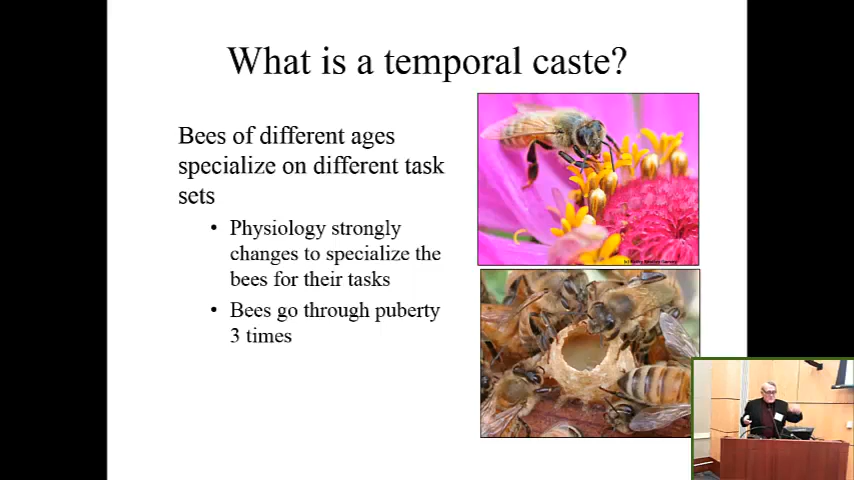 What is a temporal caste?
Bees of different ages
specialize on different task
sets
• Physiology strongly
changes to specialize the
bees for their tasks
• Bees go through puberty
3 times